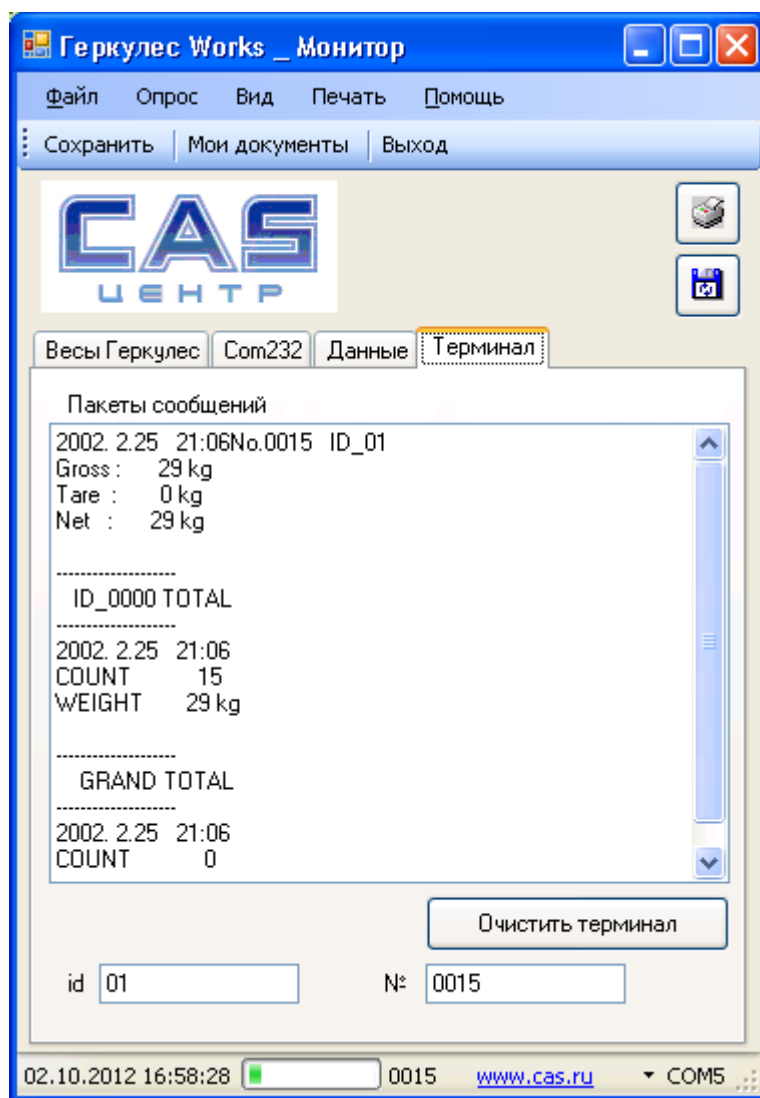 Геркулес Works _ Монитор
Файл Опрос Вид Печать Помощь
Сохранить Мои документы Выход
CAS
ЦЕНТР
Весы Геркулес Com232 Данные Терминал
Пакеты сообщений
2002. 2.25 21:06No.0015 ID_01
Gross : 29 kg
Tare : 0 kg
Net : 29 kg
--------------------
ID_0000 TOTAL
--------------------
2002. 2.25 21:06
COUNT 15
WEIGHT 29 kg
--------------------
GRAND TOTAL
--------------------
2002. 2.25 21:06
COUNT 0
Очистить терминал
id 01 № 0015
02.10.2012 16:58:28 0015 www.cas.ru COM5